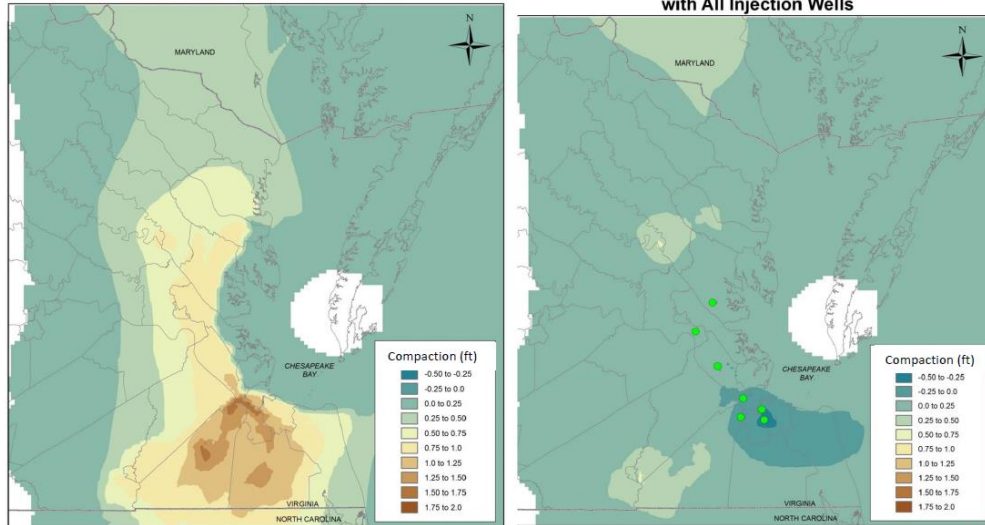 with All Injection Wells
N
MARYLAND
CHESAPEAKE
BAY
Compaction (ft)
-0.50 to -0.25
-0.25 to 0.0
0.0 to 0.25
0.25 to 0.50
0.50 to 0.75
0.75 to 1.0
1.0 to 1.25
1.25 to 1.50
1.50 to 1.75
1.75 to 2.0
VIRGINIA
NORTH CAROLINA
N
MARYLAND
CHESAPEAKE
BAY
Compaction (ft)
-0.50 to -0.25
-0.25 to 0.0
0.0 to 0.25
0.25 to 0.50
0.50 to 0.75
0.75 to 1.0
1.0 to 1.25
1.25 to 1.50
1.50 to 1.75
1.75 to 2.0
VIRGINIA
NORTH CAROLINA